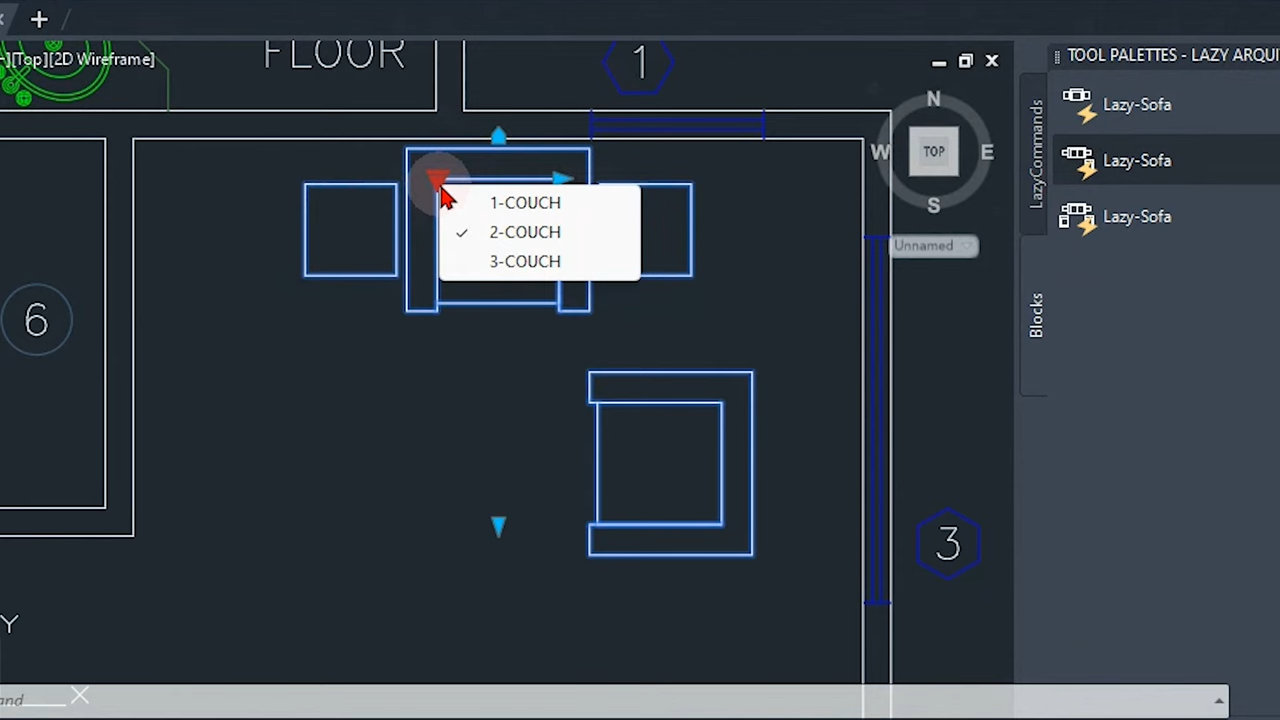 FLOOR
][Top][2D Wireframe]
1
TOOL PALETTES - LAZY ARQUI
N
W
TOP
E
S
Unnamed
LazyCommands
Blocks
Lazy-Sofa
Lazy-Sofa
Lazy-Sofa
1-COUCH
2-COUCH
3-COUCH
6
3
Y
and